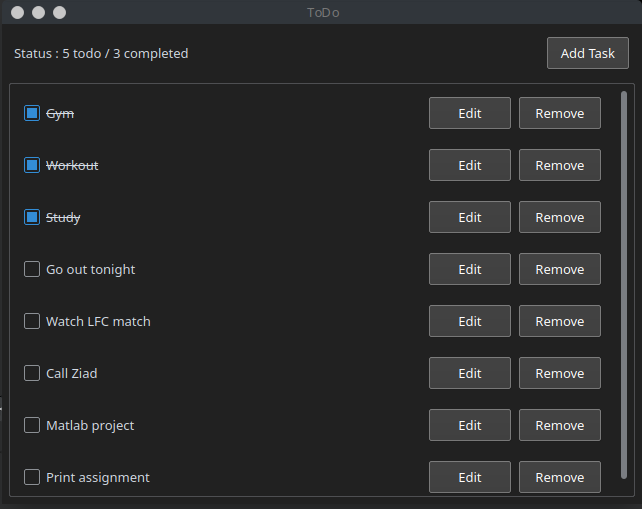 ToDo
Status : 5 todo / 3 completed Add Task
Gym Edit Remove
Workout Edit Remove
Study Edit Remove
Go out tonight Edit Remove
Watch LFC match Edit Remove
Call Ziad Edit Remove
Matlab project Edit Remove
Print assignment Edit Remove